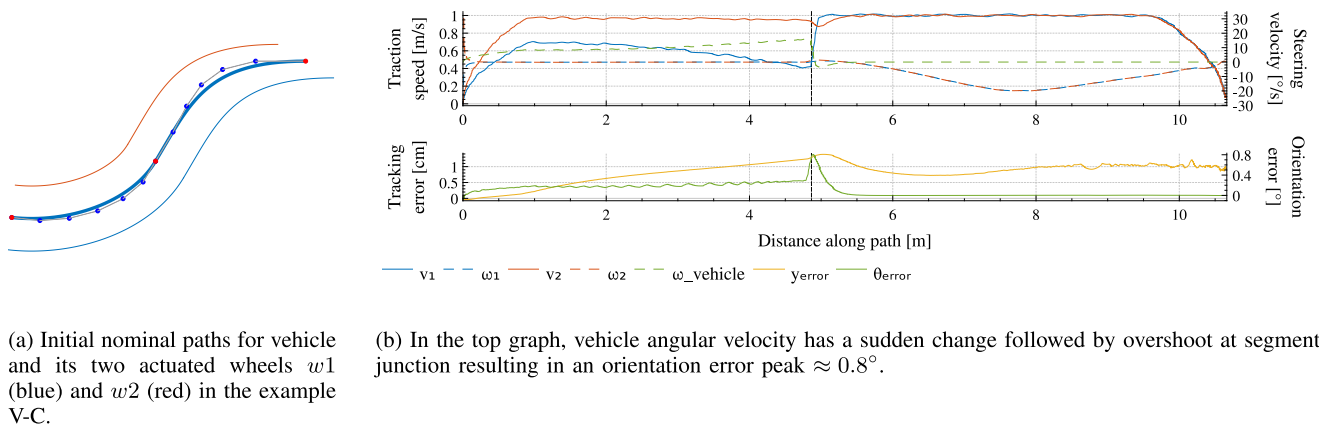 Traction
speed [m/s]
1
0.8
0.6
0.4
0.2
0
30
20
10
0
-10
-20
-30
Steering
velocity [°/s]
0
2
4
6
8
10
Tracking
error [cm]
1
0.5
0
0.8
0.4
0
Orientation
error [°]
0
2
4
6
8
10
Distance along path [m]
v₁ ω₁ v₂ ω₂ ω_vehicle yerror θerror
(a) Initial nominal paths for vehicle
and its two actuated wheels w1
(blue) and w2 (red) in the example
V-C.
(b) In the top graph, vehicle angular velocity has a sudden change followed by overshoot at segment
junction resulting in an orientation error peak ≈ 0.8°.